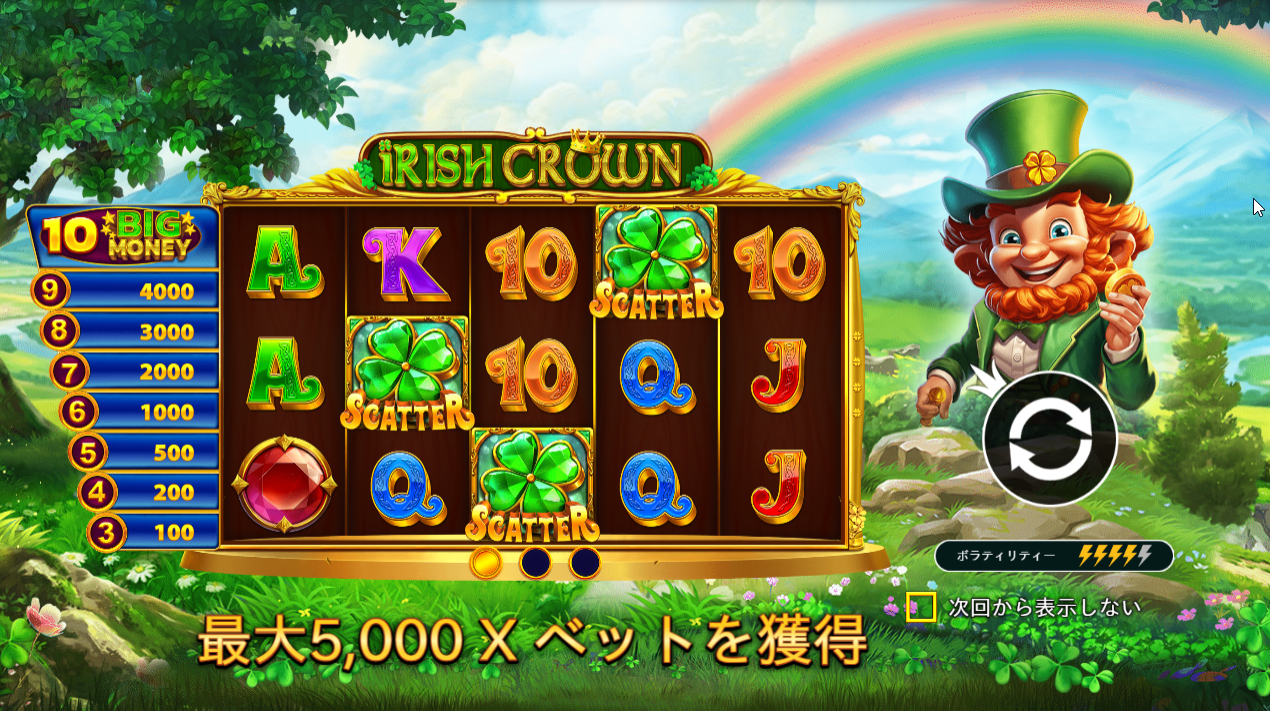 IRISH CROWN
10 BIG MONEY
9 4000
8 3000
7 2000
6 1000
5 500
4 200
3 100
A K 10 SCATTER 10
A SCATTER 10 Q J
Q SCATTER Q J
ボラティリティー
次回から表示しない
最大5,000 X ベットを獲得